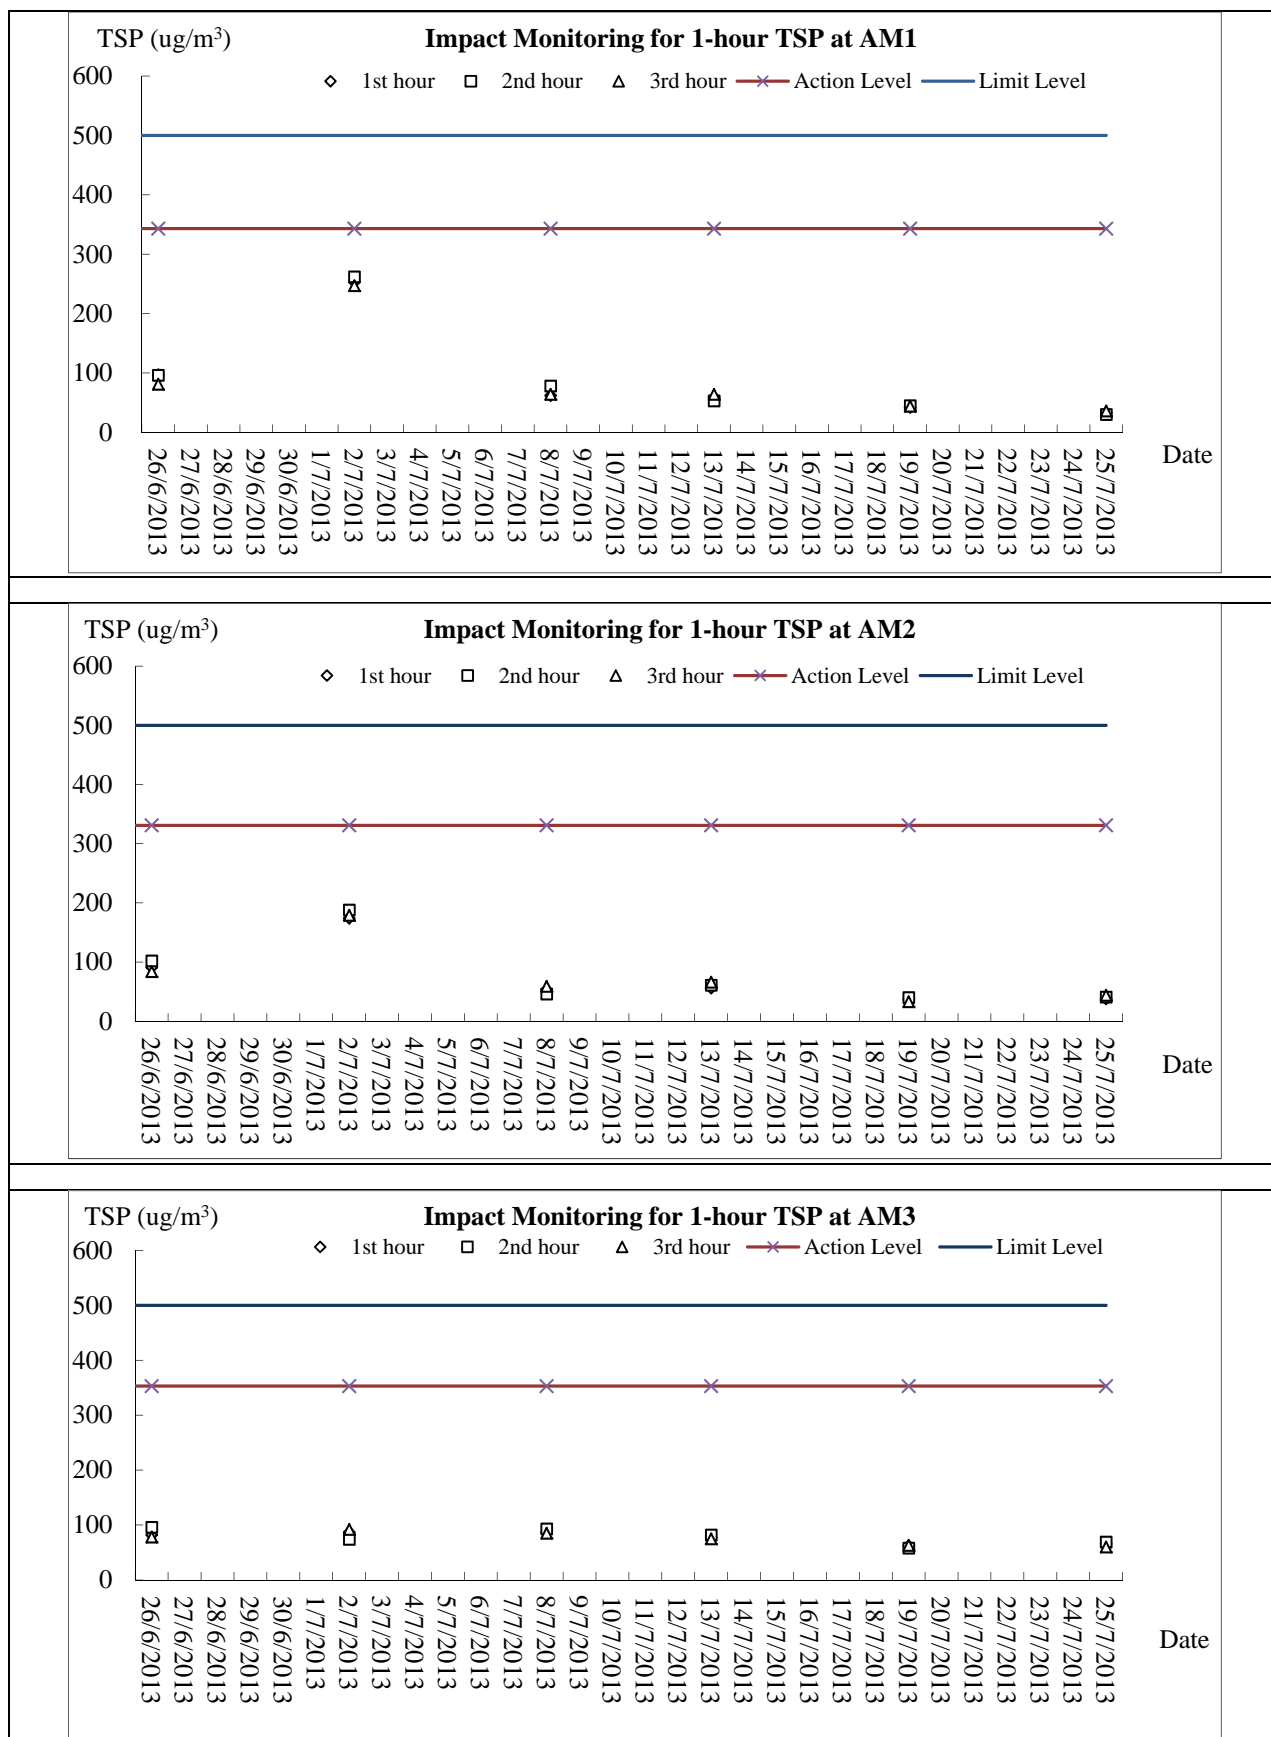 TSP (ug/m³) Impact Monitoring for 1-hour TSP at AM1
1st hour 2nd hour 3rd hour Action Level Limit Level
600
500
400
300
200
100
0
26/6/2013 27/6/2013 28/6/2013 29/6/2013 30/6/2013 1/7/2013 2/7/2013 3/7/2013 4/7/2013 5/7/2013 6/7/2013 7/7/2013 8/7/2013 9/7/2013 10/7/2013 11/7/2013 12/7/2013 13/7/2013 14/7/2013 15/7/2013 16/7/2013 17/7/2013 18/7/2013 19/7/2013 20/7/2013 21/7/2013 22/7/2013 23/7/2013 24/7/2013 25/7/2013
Date
TSP (ug/m³) Impact Monitoring for 1-hour TSP at AM2
1st hour 2nd hour 3rd hour Action Level Limit Level
600
500
400
300
200
100
0
26/6/2013 27/6/2013 28/6/2013 29/6/2013 30/6/2013 1/7/2013 2/7/2013 3/7/2013 4/7/2013 5/7/2013 6/7/2013 7/7/2013 8/7/2013 9/7/2013 10/7/2013 11/7/2013 12/7/2013 13/7/2013 14/7/2013 15/7/2013 16/7/2013 17/7/2013 18/7/2013 19/7/2013 20/7/2013 21/7/2013 22/7/2013 23/7/2013 24/7/2013 25/7/2013
Date
TSP (ug/m³) Impact Monitoring for 1-hour TSP at AM3
1st hour 2nd hour 3rd hour Action Level Limit Level
600
500
400
300
200
100
0
26/6/2013 27/6/2013 28/6/2013 29/6/2013 30/6/2013 1/7/2013 2/7/2013 3/7/2013 4/7/2013 5/7/2013 6/7/2013 7/7/2013 8/7/2013 9/7/2013 10/7/2013 11/7/2013 12/7/2013 13/7/2013 14/7/2013 15/7/2013 16/7/2013 17/7/2013 18/7/2013 19/7/2013 20/7/2013 21/7/2013 22/7/2013 23/7/2013 24/7/2013 25/7/2013
Date